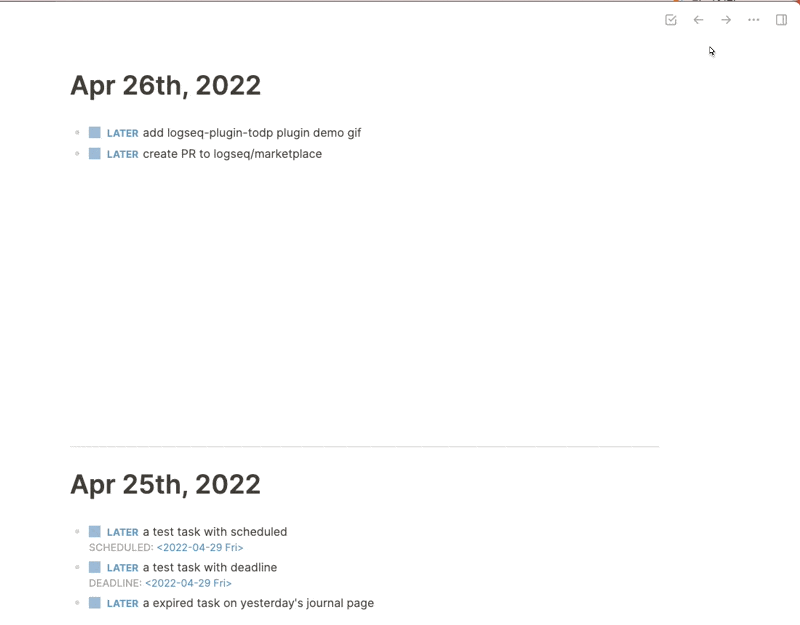 Apr 26th, 2022
LATER add logseq-plugin-todp plugin demo gif
LATER create PR to logseq/marketplace
Apr 25th, 2022
LATER a test task with scheduled
SCHEDULED: <2022-04-29 Fri>
LATER a test task with deadline
DEADLINE: <2022-04-29 Fri>
LATER a expired task on yesterday's journal page